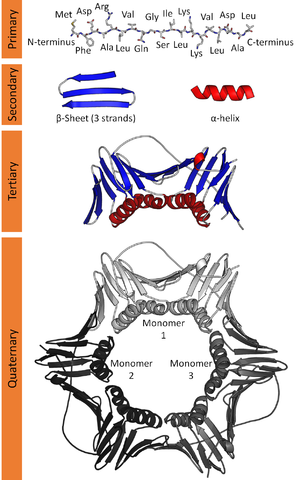 Primary
Met Asp Arg Val Gly Ile Lys Val Asp Leu
N-terminus C-terminus
Phe Ala Leu Gln Ser Leu Lys Leu Ala
Secondary
β-Sheet (3 strands) α-helix
Tertiary
Quaternary
Monomer
1
Monomer
2
Monomer
3